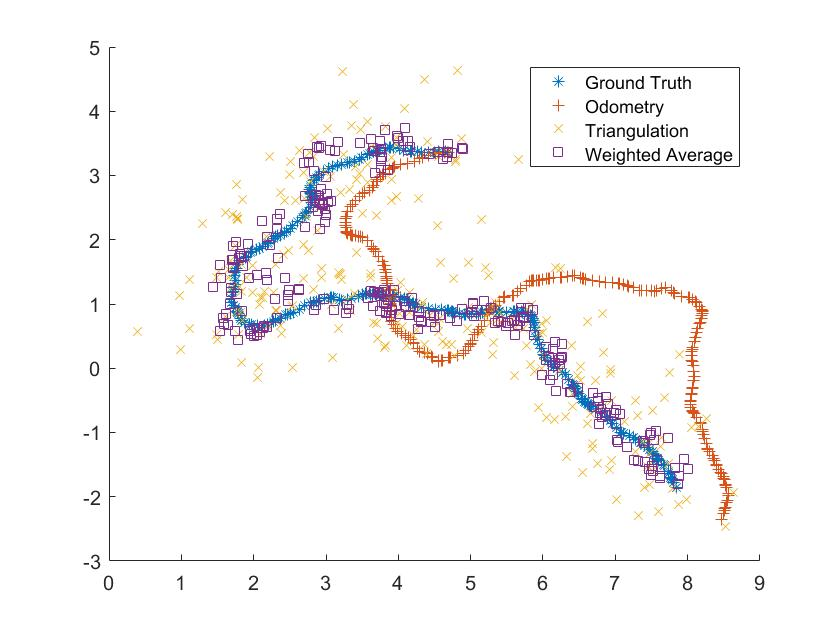 5
4
3
2
1
0
-1
-2
-3
0 1 2 3 4 5 6 7 8 9
Ground Truth
Odometry
Triangulation
Weighted Average